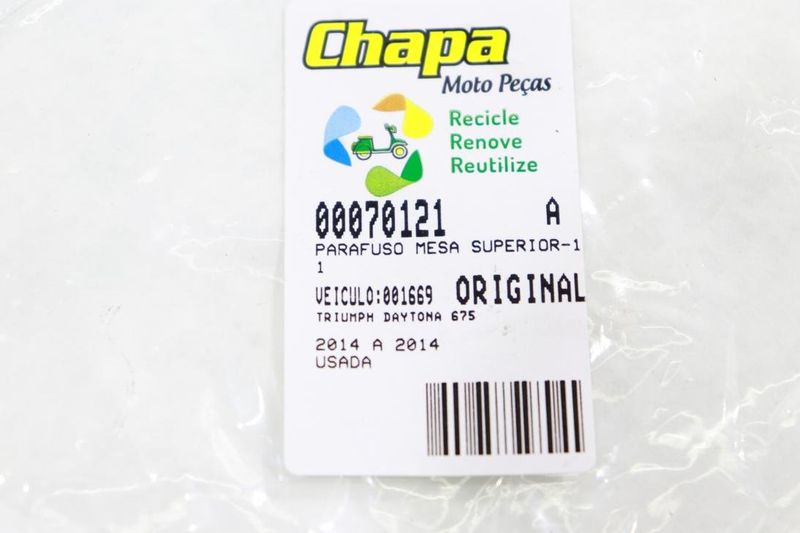 Chapa
Moto Peças
Recicle
Renove
Reutilize
00070121 A
PARAFUSO MESA SUPERIOR-1
1
VEICULO:001669 ORIGINAL
TRIUMPH DAYTONA 675
2014 A 2014
USADA